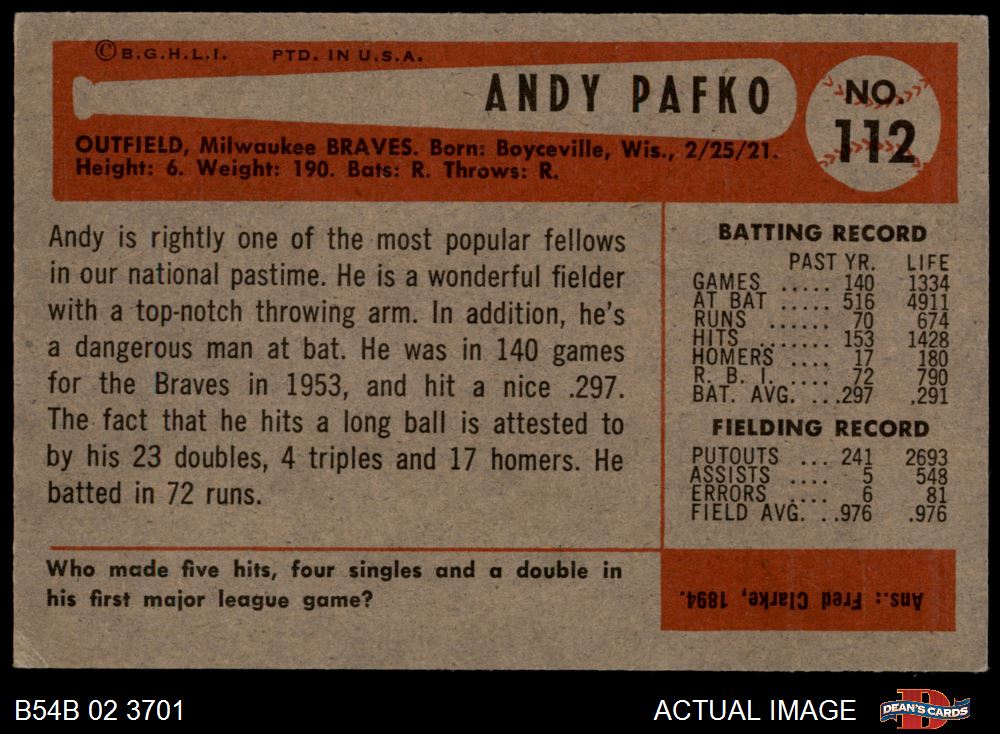 © B.G.H.L.I. PTD. IN U.S.A.
ANDY PAFKO
NO.
112
OUTFIELD, Milwaukee BRAVES. Born: Boyceville, Wis., 2/25/21.
Height: 6. Weight: 190. Bats: R. Throws: R.
Andy is rightly one of the most popular fellows
in our national pastime. He is a wonderful fielder
with a top-notch throwing arm. In addition, he's
a dangerous man at bat. He was in 140 games
for the Braves in 1953, and hit a nice .297.
The fact that he hits a long ball is attested to
by his 23 doubles, 4 triples and 17 homers. He
batted in 72 runs.
BATTING RECORD
PAST YR. LIFE
GAMES ..... 140 1334
AT BAT ..... 516 4911
RUNS ...... 70 674
HITS ....... 153 1428
HOMERS .... 17 180
R. B. I. .... 72 790
BAT. AVG. ...297 .291
FIELDING RECORD
PUTOUTS ... 241 2693
ASSISTS .... 5 548
ERRORS .... 6 81
FIELD AVG. ..976 .976
Who made five hits, four singles and a double in
his first major league game?
Ans.: Fred Clarke, 1894.
B54B 02 3701
ACTUAL IMAGE
DEAN'S CARDS